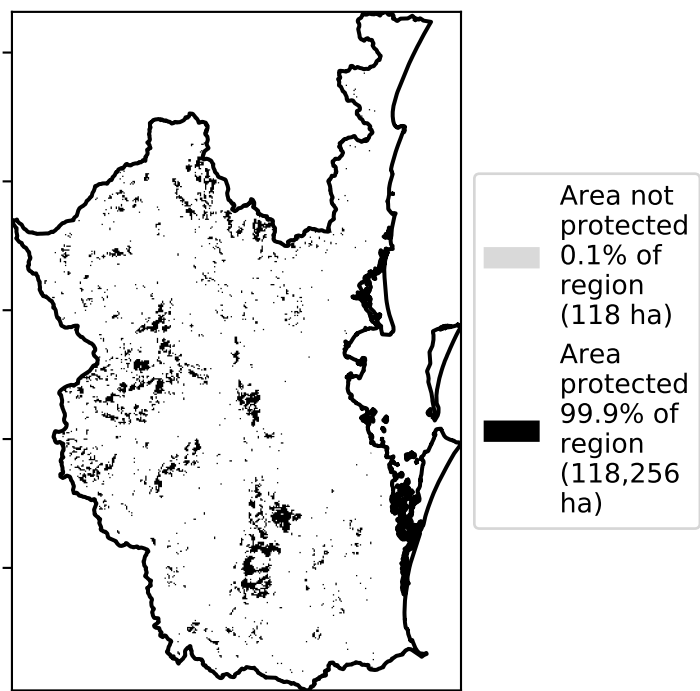 Area not
protected
0.1% of
region
(118 ha)
Area
protected
99.9% of
region
(118,256
ha)